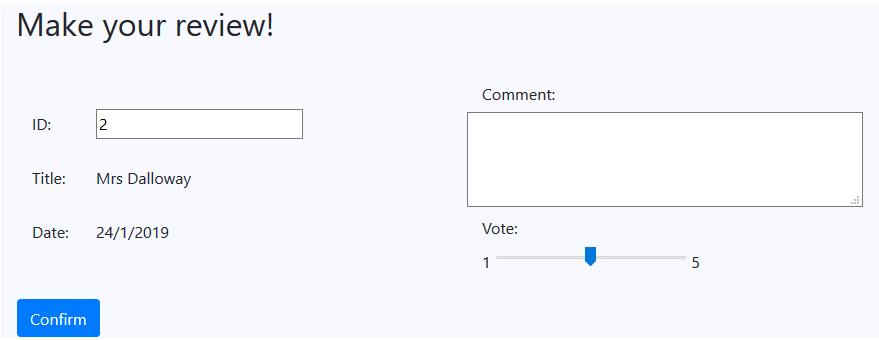 Make your review!
ID: 2
Title: Mrs Dalloway
Date: 24/1/2019
Comment:
Vote:
1 5
Confirm